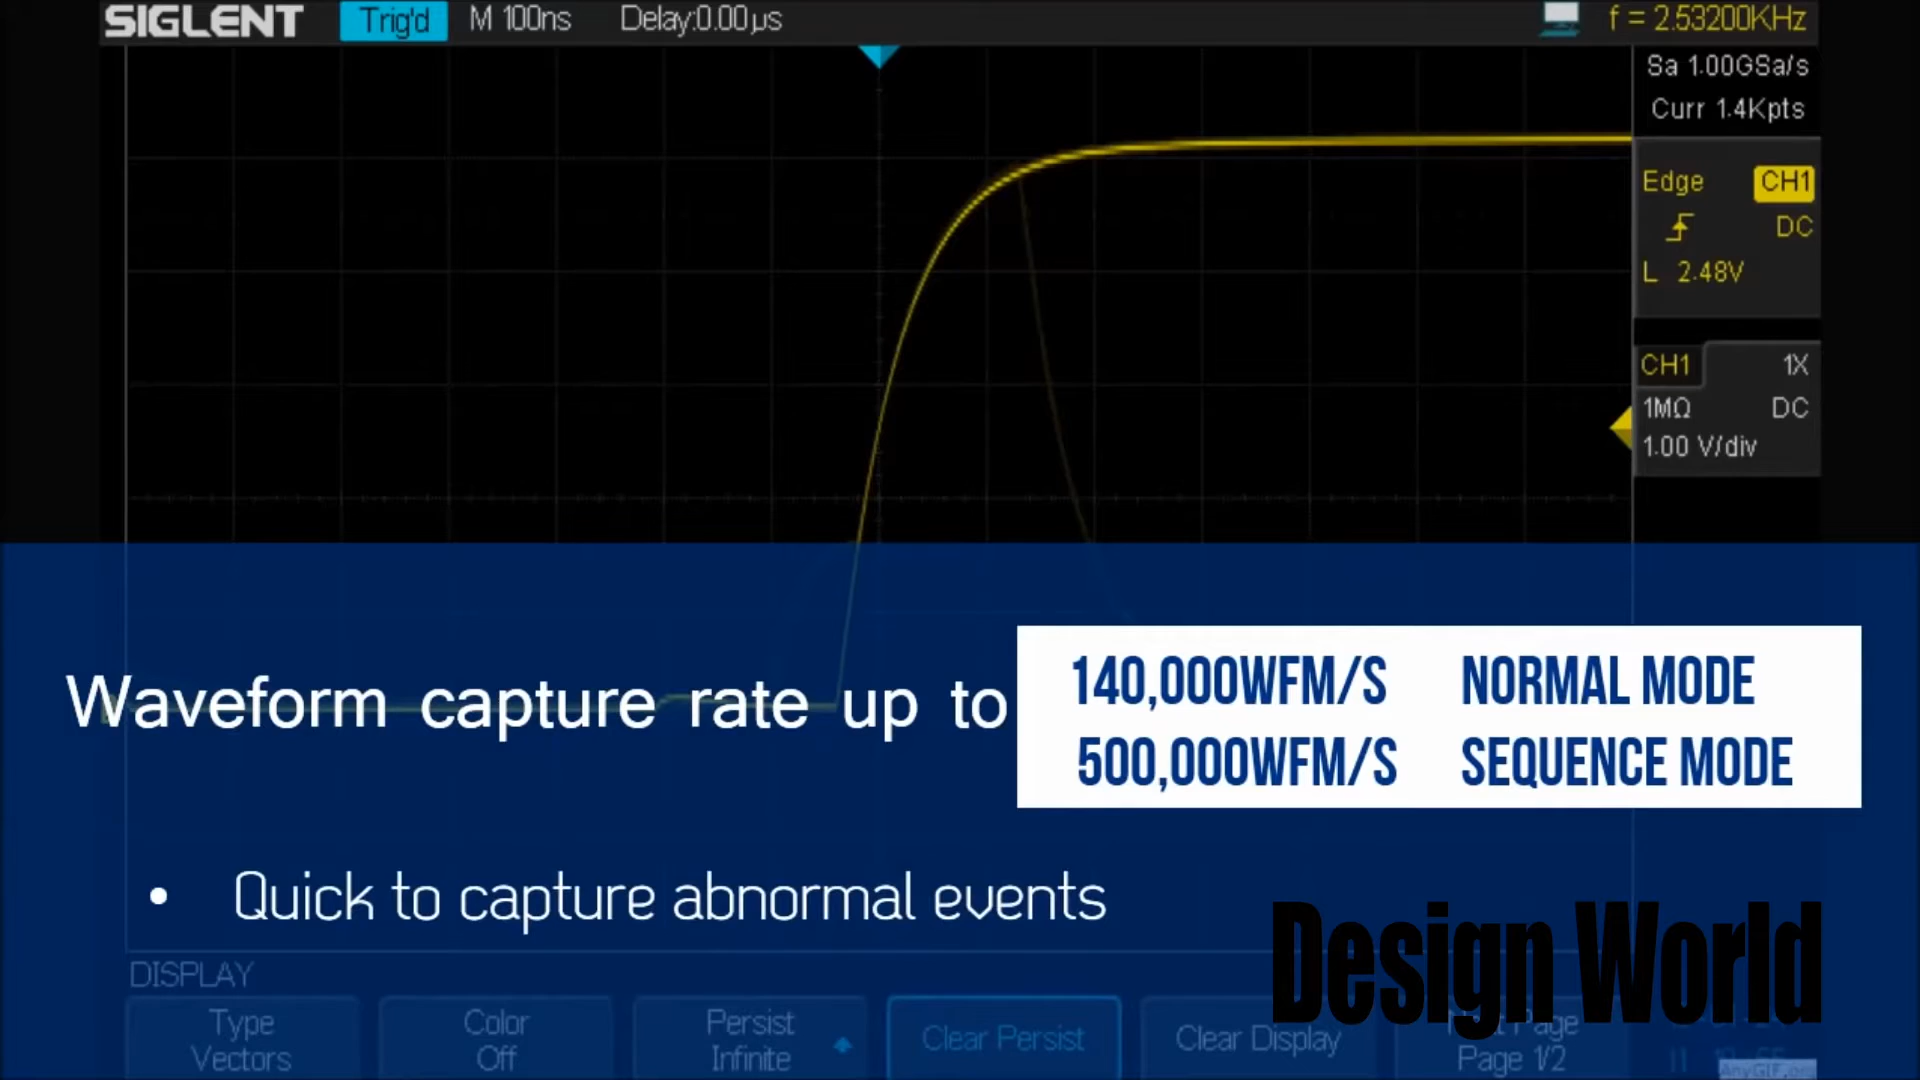 SIGLENT Trig'd M 100ns Delay:0.00µs f = 2.53200KHz
Sa 1.00GSa/s
Curr 1.4Kpts
Edge CH1
DC
L 2.48V
CH1 1X
1MΩ DC
1.00 V/div
Waveform capture rate up to
140,000WFM/S NORMAL MODE
500,000WFM/S SEQUENCE MODE
• Quick to capture abnormal events
Design World
DISPLAY
Type
Vectors
Color
Off
Persist
Infinite
Clear Persist
Clear Display
Page
Page 1/2
AnyGIF.org